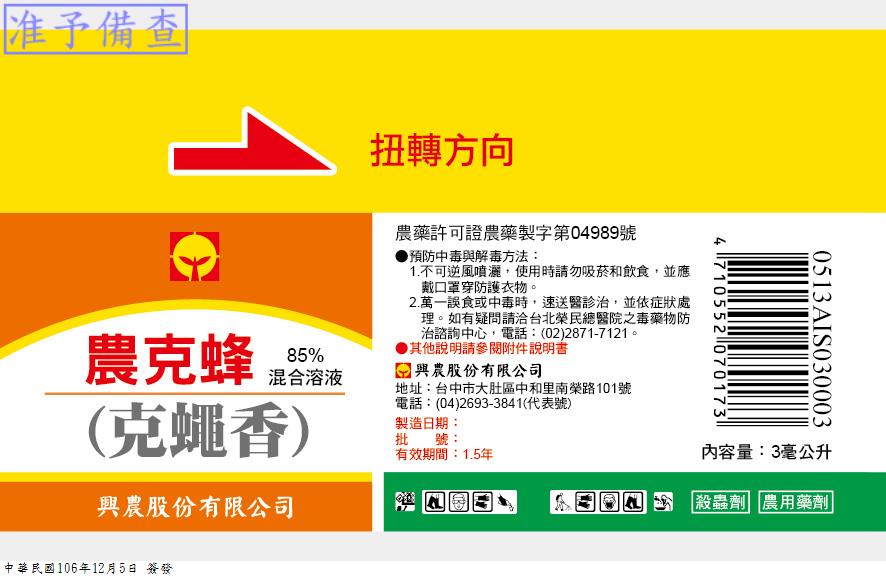 准予備查
扭轉方向
農克蜂
85%
混合溶液
(克蠅香)
興農股份有限公司
農藥許可證農藥製字第04989號
●預防中毒與解毒方法：
1.不可逆風噴灑，使用時請勿吸菸和飲食，並應
戴口罩穿防護衣物。
2.萬一誤食或中毒時，速送醫診治，並依症狀處
理。如有疑問請洽台北榮民總醫院之毒藥物防
治諮詢中心，電話：(02)2871-7121。
●其他說明請參閱附件說明書
興農股份有限公司
地址：台中市大肚區中和里南榮路101號
電話：(04)2693-3841(代表號)
製造日期：
批　　號：
有效期間：1.5年
4710552070173
0513AIS030003
內容量：3毫公升
殺蟲劑
農用藥劑
中華民國106年12月5日 簽發